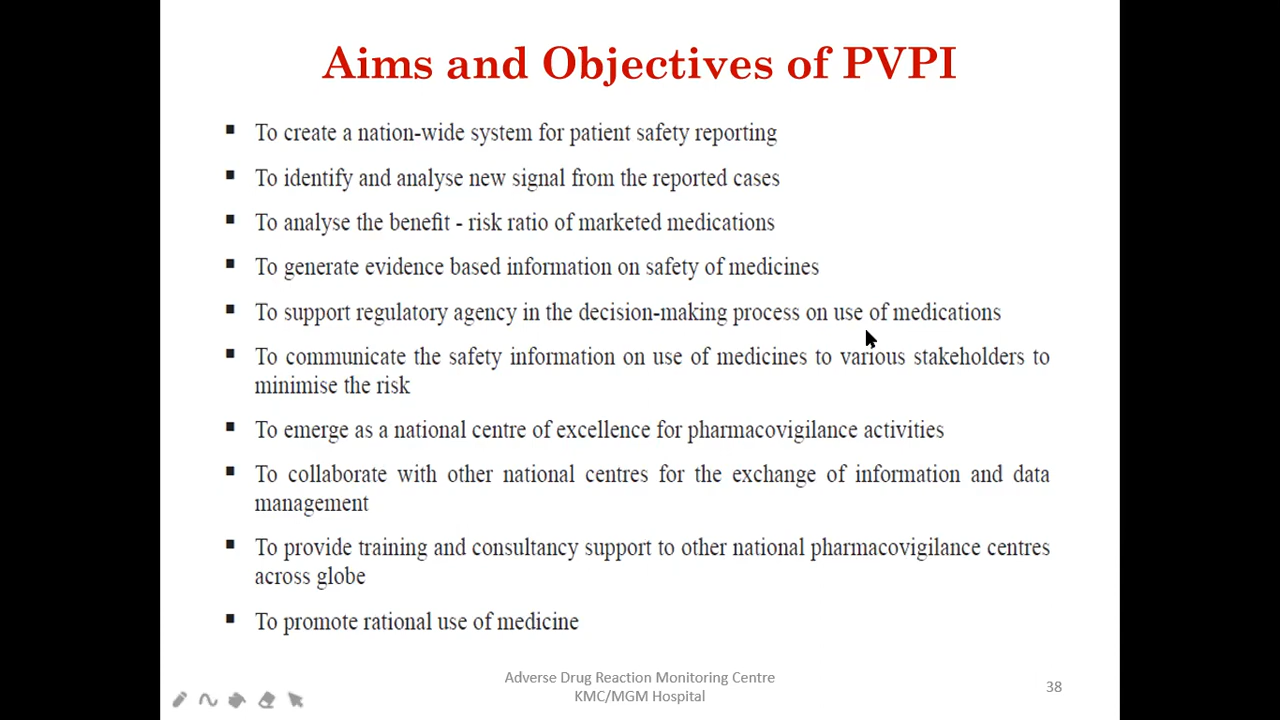 Aims and Objectives of PVPI
To create a nation-wide system for patient safety reporting
To identify and analyse new signal from the reported cases
To analyse the benefit - risk ratio of marketed medications
To generate evidence based information on safety of medicines
To support regulatory agency in the decision-making process on use of medications
To communicate the safety information on use of medicines to various stakeholders to
minimise the risk
To emerge as a national centre of excellence for pharmacovigilance activities
To collaborate with other national centres for the exchange of information and data
management
To provide training and consultancy support to other national pharmacovigilance centres
across globe
To promote rational use of medicine
Adverse Drug Reaction Monitoring Centre
KMC/MGM Hospital
38